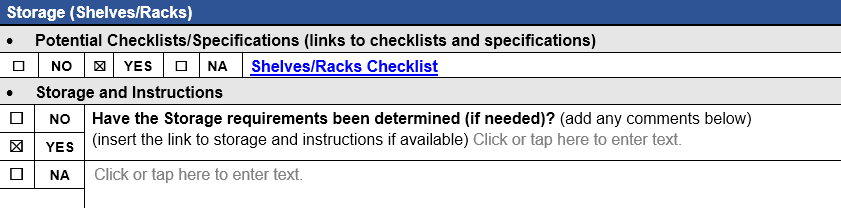 Storage (Shelves/Racks)
• Potential Checklists/Specifications (links to checklists and specifications)
☐ NO ☒ YES ☐ NA Shelves/Racks Checklist
• Storage and Instructions
☐ NO Have the Storage requirements been determined (if needed)? (add any comments below)
☒ YES (insert the link to storage and instructions if available) Click or tap here to enter text.
☐ NA Click or tap here to enter text.